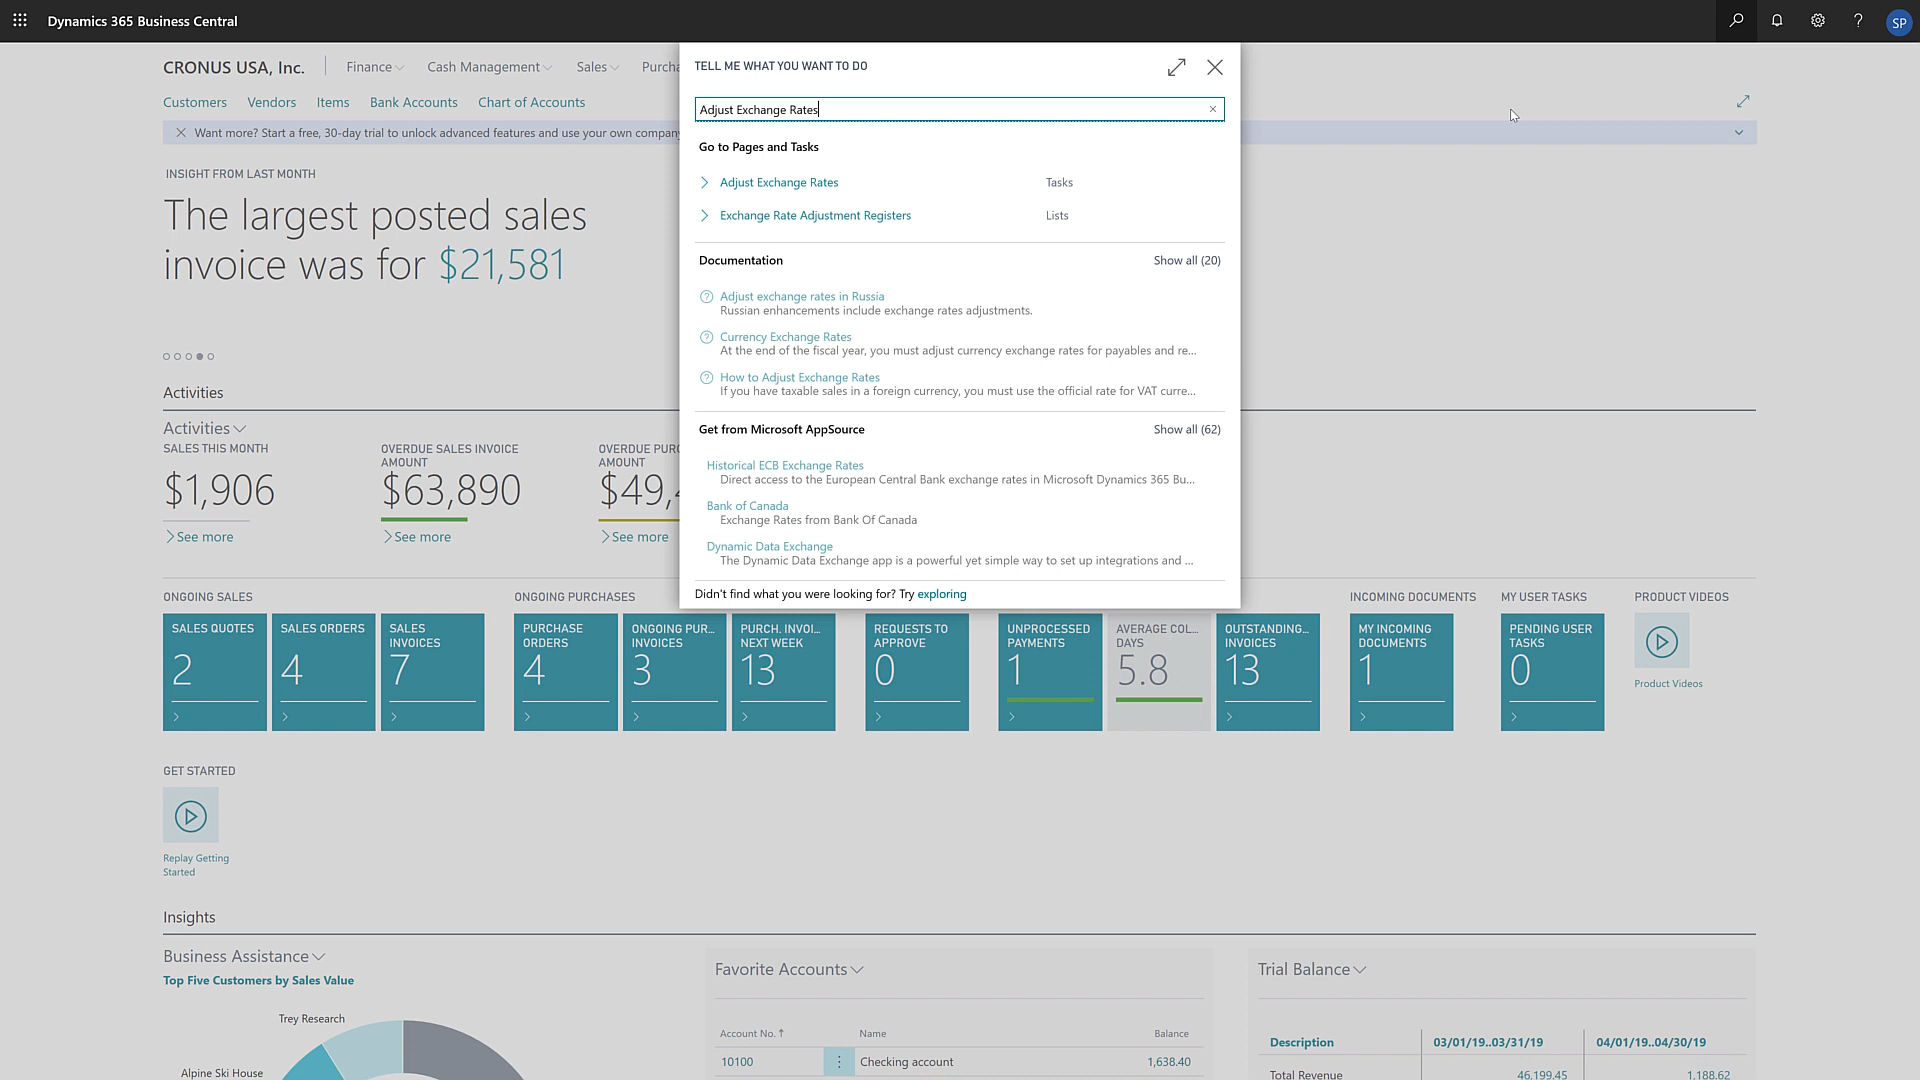 Dynamics 365 Business Central
SP
CRONUS USA, Inc.
Finance
Cash Management
Sales
TELL ME WHAT YOU WANT TO DO
Customers
Vendors
Items
Bank Accounts
Chart of Accounts
Adjust Exchange Rates
Want more? Start a free, 30-day trial to unlock advanced features and use your own company
Go to Pages and Tasks
Adjust Exchange Rates Tasks
Exchange Rate Adjustment Registers Lists
Documentation Show all (20)
Adjust exchange rates in Russia
Russian enhancements include exchange rates adjustments.
Currency Exchange Rates
At the end of the fiscal year, you must adjust currency exchange rates for payables and re...
How to Adjust Exchange Rates
If you have taxable sales in a foreign currency, you must use the official rate for VAT curre...
Get from Microsoft AppSource Show all (62)
Historical ECB Exchange Rates
Direct access to the European Central Bank exchange rates in Microsoft Dynamics 365 Bu...
Bank of Canada
Exchange Rates from Bank Of Canada
Dynamic Data Exchange
The Dynamic Data Exchange app is a powerful yet simple way to set up integrations and ...
Didn't find what you were looking for? Try exploring
INSIGHT FROM LAST MONTH
The largest posted sales
invoice was for $21,581
Activities
Activities
SALES THIS MONTH
$1,906
See more
OVERDUE SALES INVOICE
AMOUNT
$63,890
See more
AMOUNT
See more
ONGOING SALES
SALES QUOTES
2
SALES ORDERS
4
SALES
INVOICES
7
ONGOING PURCHASES
PURCHASE
ORDERS
4
ONGOING PUR...
INVOICES
3
PURCH. INVOI...
NEXT WEEK
13
REQUESTS TO
APPROVE
0
UNPROCESSED
PAYMENTS
1
AVERAGE COL...
DAYS
5.8
OUTSTANDING...
INVOICES
13
INCOMING DOCUMENTS
MY INCOMING
DOCUMENTS
1
MY USER TASKS
PENDING USER
TASKS
0
PRODUCT VIDEOS
Product Videos
GET STARTED
Replay Getting
Started
Insights
Business Assistance
Top Five Customers by Sales Value
Trey Research
Alpine Ski House
Favorite Accounts
Account No. ↑ Name Balance
10100 Checking account 1,638.40
Trial Balance
Description 03/01/19..03/31/19 04/01/19..04/30/19
Total Revenue 46,199.45 1,188.62